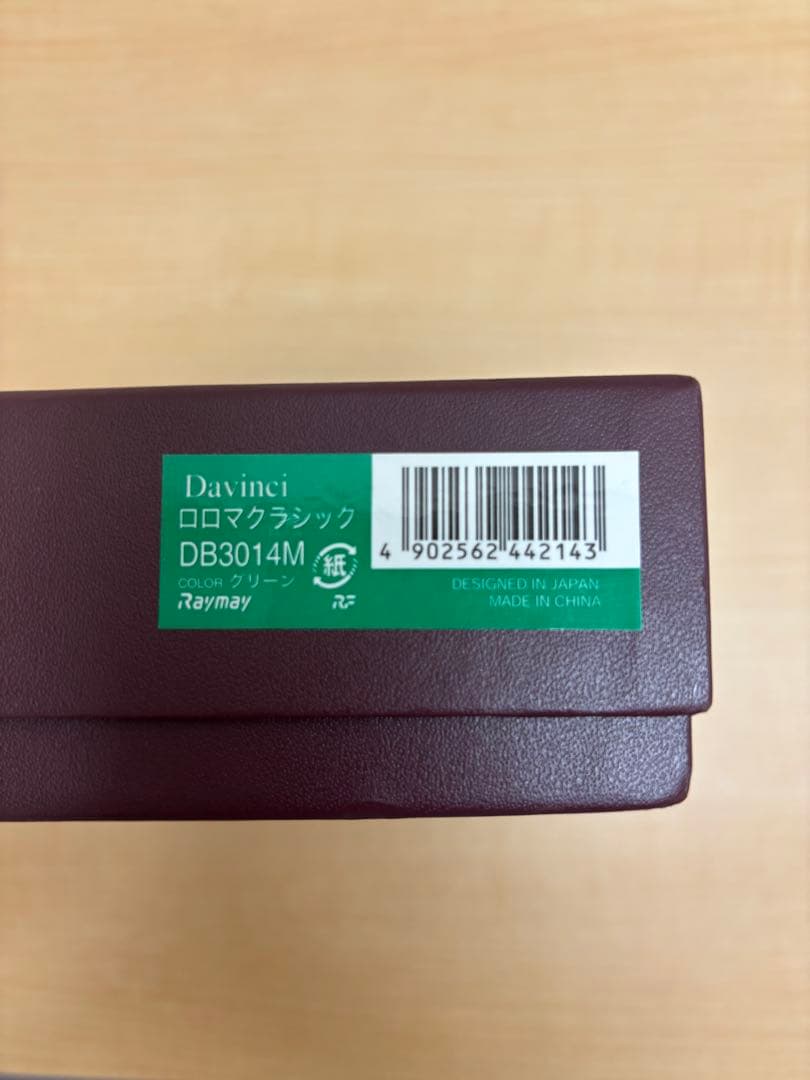 Davinci
ロロマクラシック
DB3014M
紙
COLOR グリーン
Raymay
RF
4 902562 442143
DESIGNED IN JAPAN
MADE IN CHINA